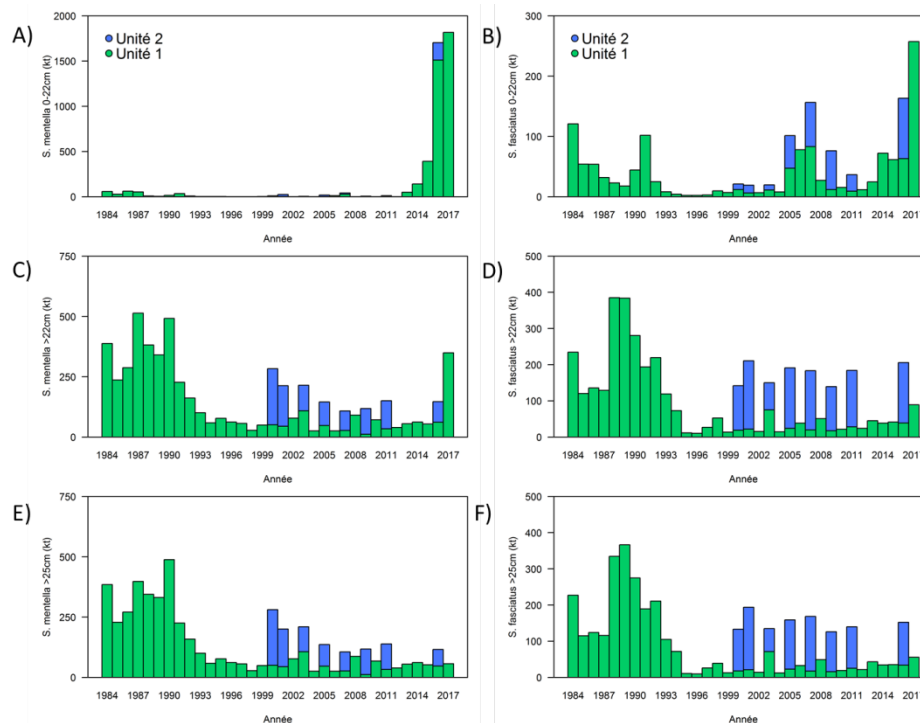 A)
S. mentella 0-22cm (kt)
2000
1500
1000
500
0
Unité 2
Unité 1
1984 1987 1990 1993 1996 1999 2002 2005 2008 2011 2014 2017
Année
B)
S. fasciatus 0-22cm (kt)
300
200
100
0
Unité 2
Unité 1
1984 1987 1990 1993 1996 1999 2002 2005 2008 2011 2014 2017
Année
C)
S. mentella >22cm (kt)
750
500
250
0
1984 1987 1990 1993 1996 1999 2002 2005 2008 2011 2014 2017
Année
D)
S. fasciatus >22cm (kt)
500
400
300
200
100
0
1984 1987 1990 1993 1996 1999 2002 2005 2008 2011 2014 2017
Année
E)
S. mentella >25cm (kt)
750
500
250
0
1984 1987 1990 1993 1996 1999 2002 2005 2008 2011 2014 2017
Année
F)
S. fasciatus >25cm (kt)
500
400
300
200
100
0
1984 1987 1990 1993 1996 1999 2002 2005 2008 2011 2014 2017
Année